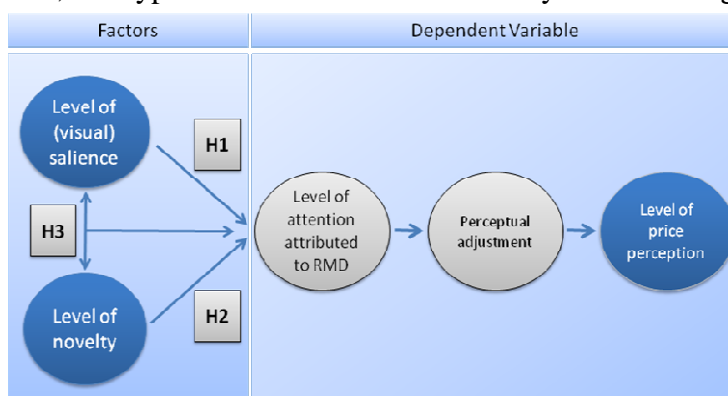 Factors
Dependent Variable
Level of
(visual)
salience
H1
H3
Level of
attention
attributed
to RMD
Perceptual
adjustment
Level of
price
perception
Level of
novelty
H2